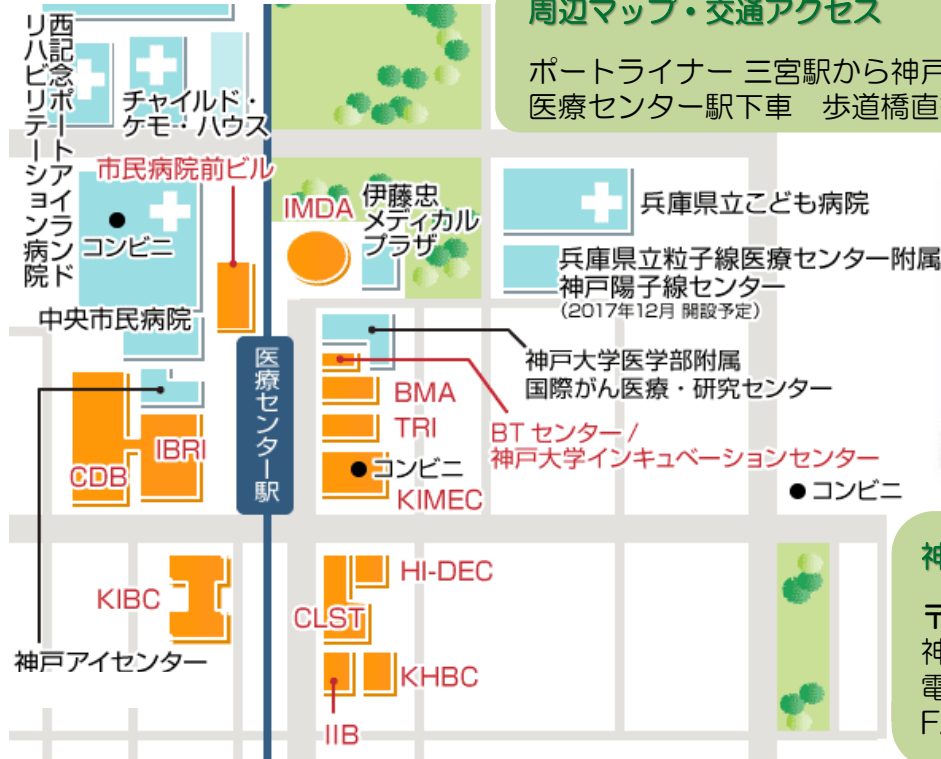 周辺マップ・交通アクセス
ポートライナー 三宮駅から神戸
医療センター駅下車　歩道橋直
西記念ポートアイランド
リハビリテーション病院
チャイルド・
ケモ・ハウス
市民病院前ビル
コンビニ
中央市民病院
IMDA
伊藤忠
メディカル
プラザ
兵庫県立こども病院
兵庫県立粒子線医療センター附属
神戸陽子線センター
(2017年12月 開設予定)
医療センター駅
神戸大学医学部附属
国際がん医療・研究センター
BMA
TRI
BT センター /
神戸大学インキュベーションセンター
コンビニ
KIMEC
コンビニ
CDB
IBRI
KIBC
神戸アイセンター
HI-DEC
CLST
KHBC
IIB
神
〒
神
電
F